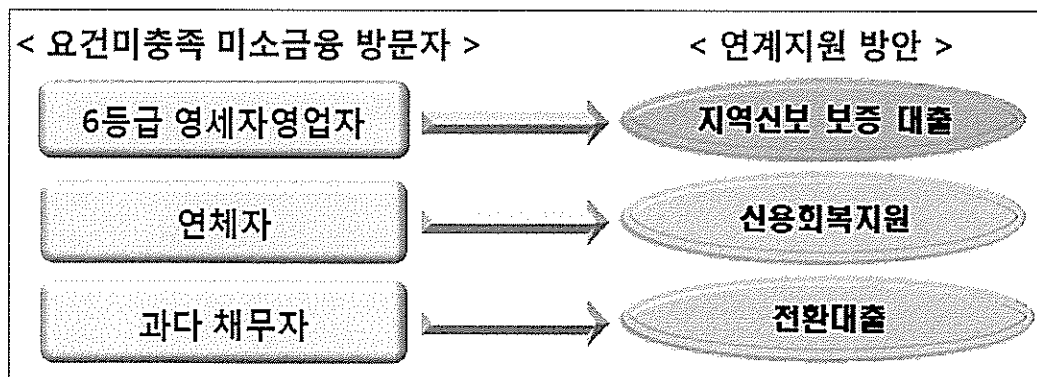 < 요건미충족 미소금융 방문자 >
< 연계지원 방안 >
6등급 영세자영업자
지역신보 보증 대출
연체자
신용회복지원
과다 채무자
전환대출